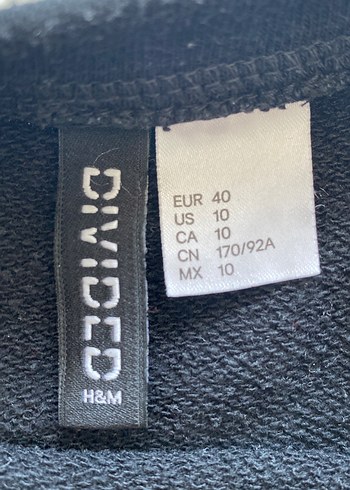 DIVIDED
H&M
EUR 40
US 10
CA 10
CN 170/92A
MX 10